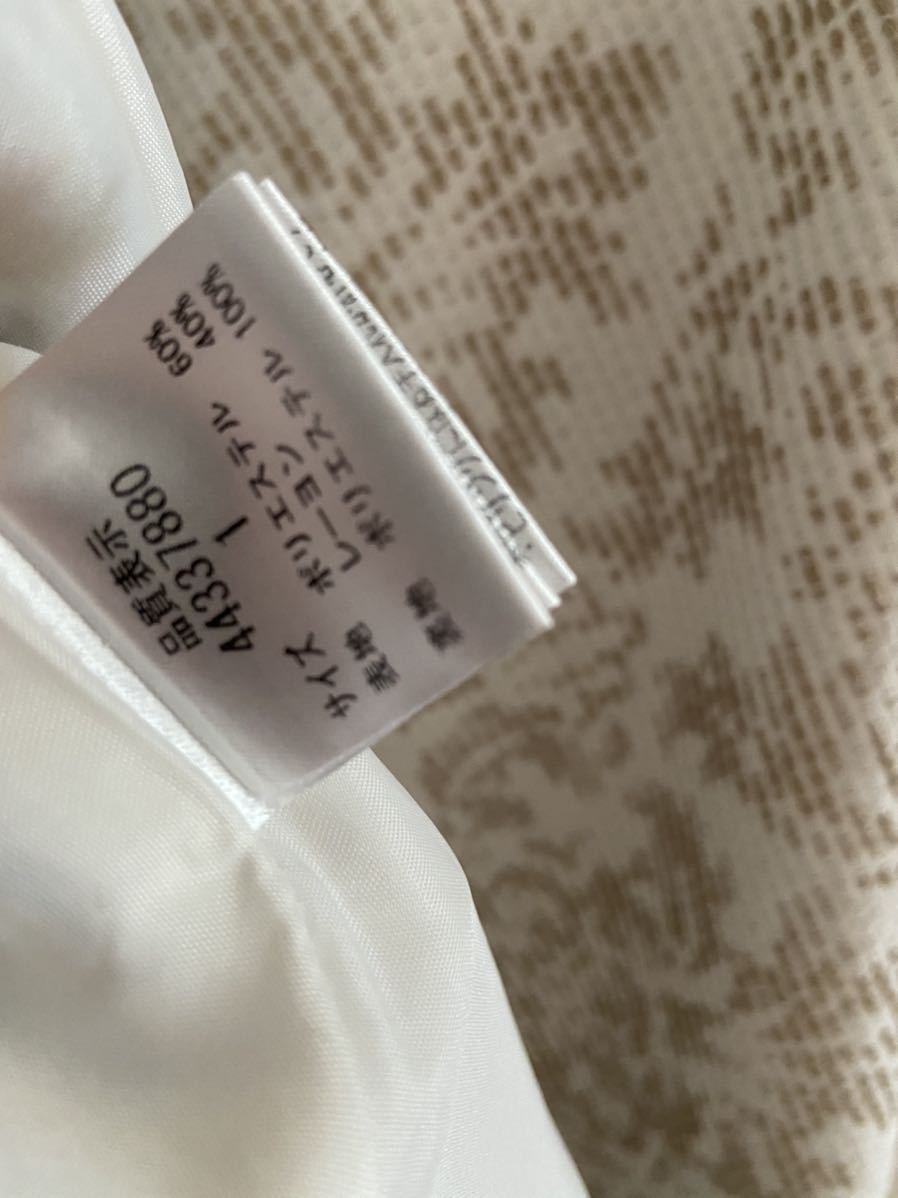 品質表示
44337880
サイズ 1
表地 ポリエステル 60%
レーヨン 40%
裏地 ポリエステル 100%